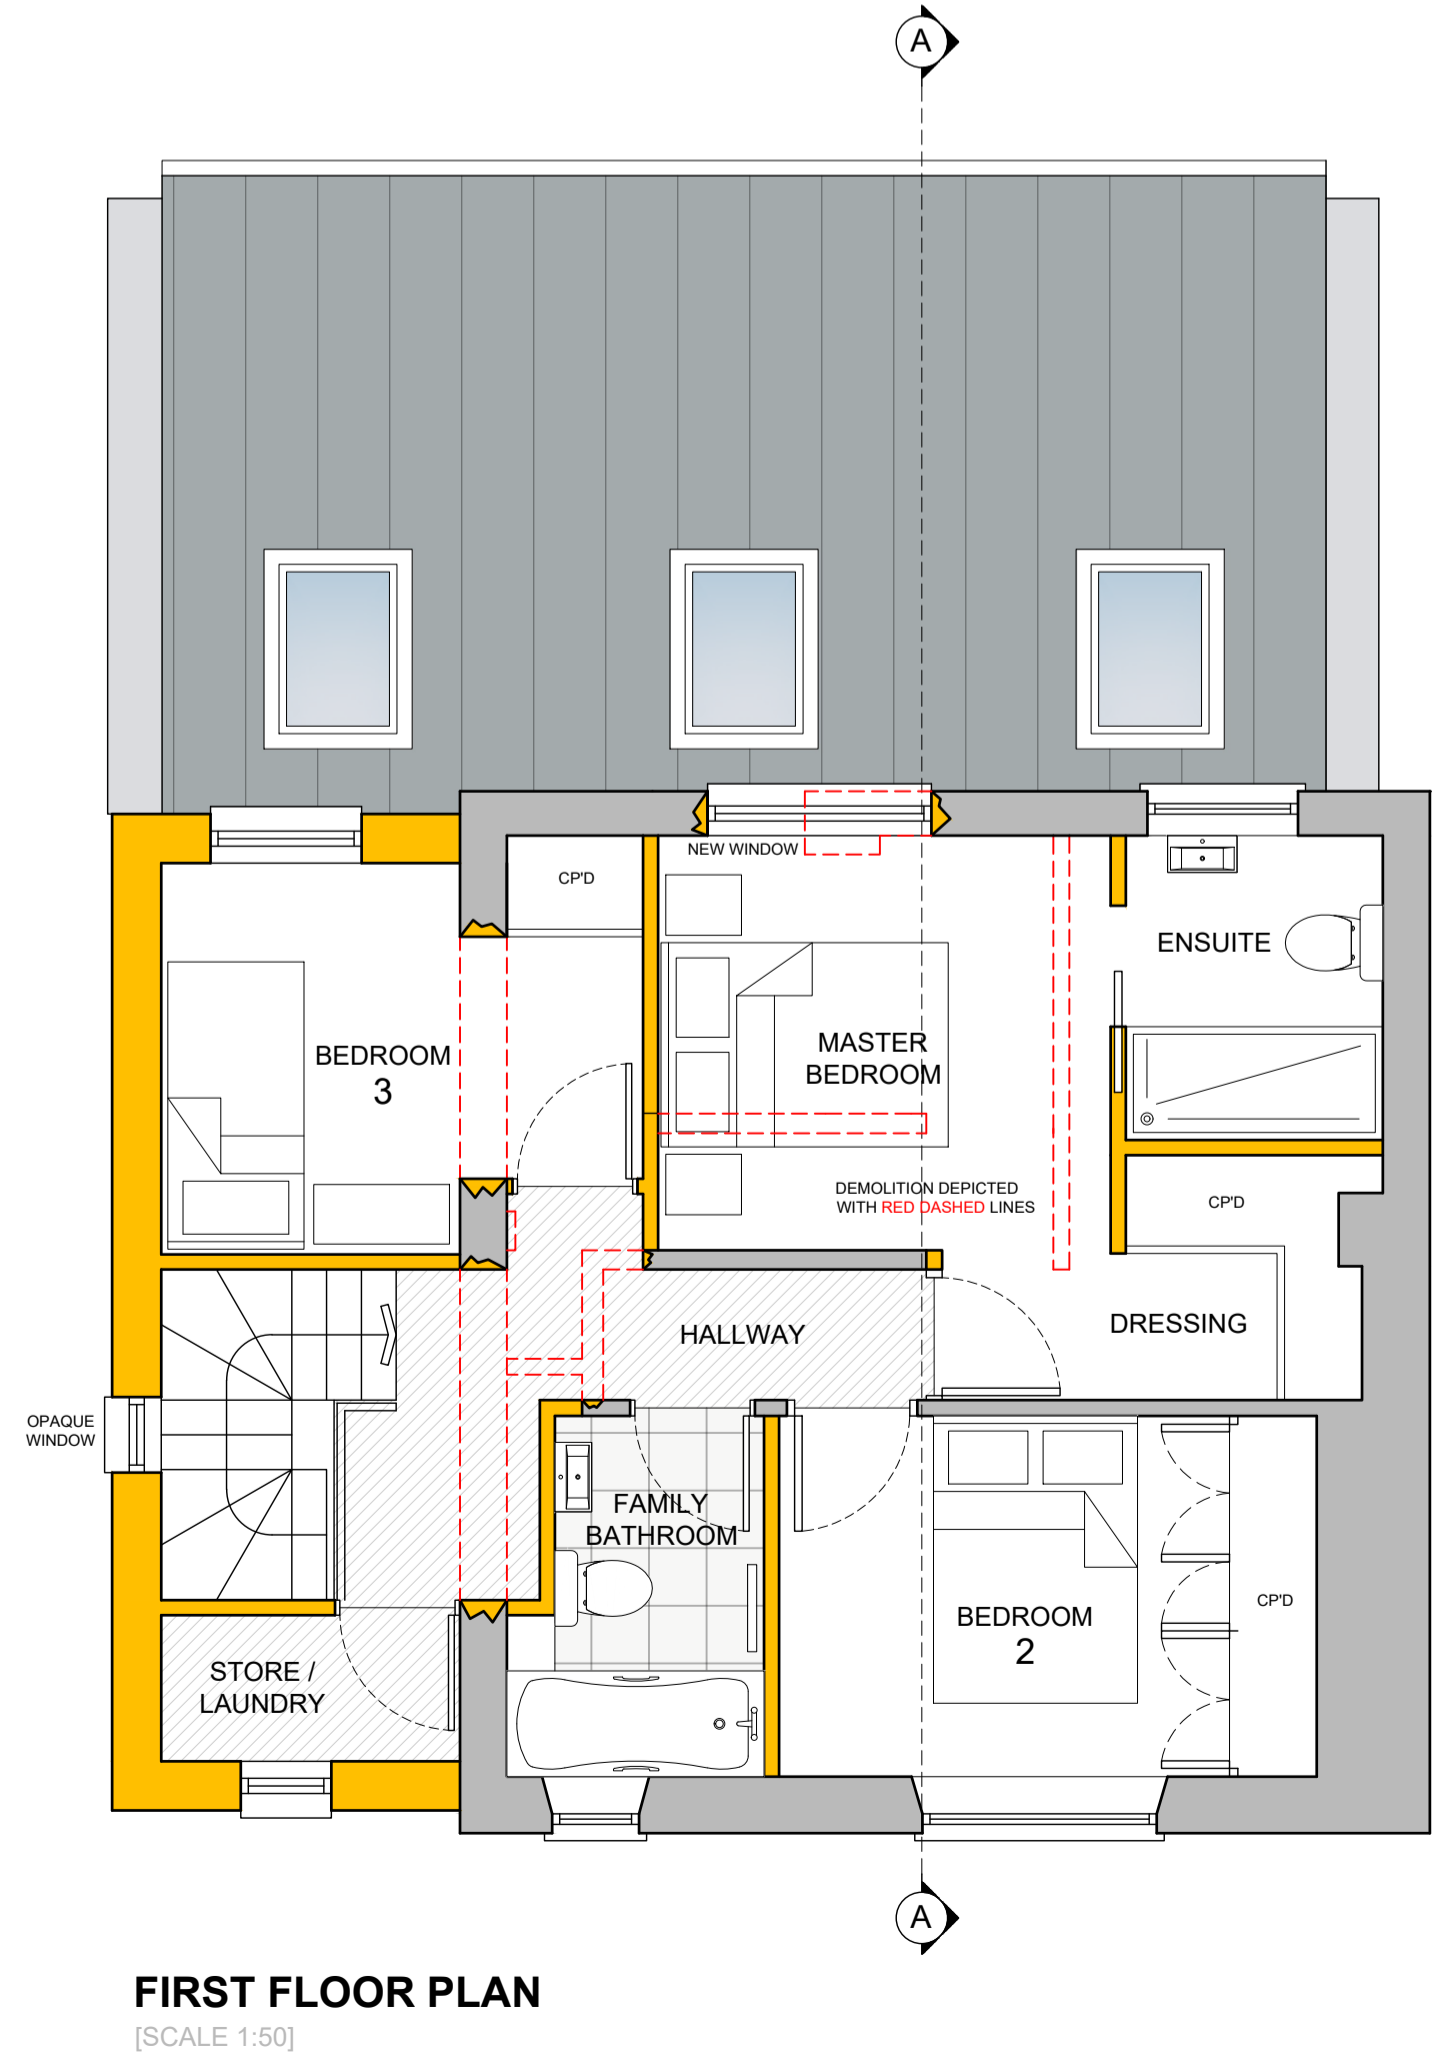 A
NEW WINDOW
CP'D
ENSUITE
MASTER
BEDROOM
BEDROOM
3
DEMOLITION DEPICTED
WITH RED DASHED LINES
CP'D
DRESSING
HALLWAY
OPAQUE
WINDOW
FAMILY
BATHROOM
BEDROOM
2
CP'D
STORE /
LAUNDRY
A
FIRST FLOOR PLAN
[SCALE 1:50]